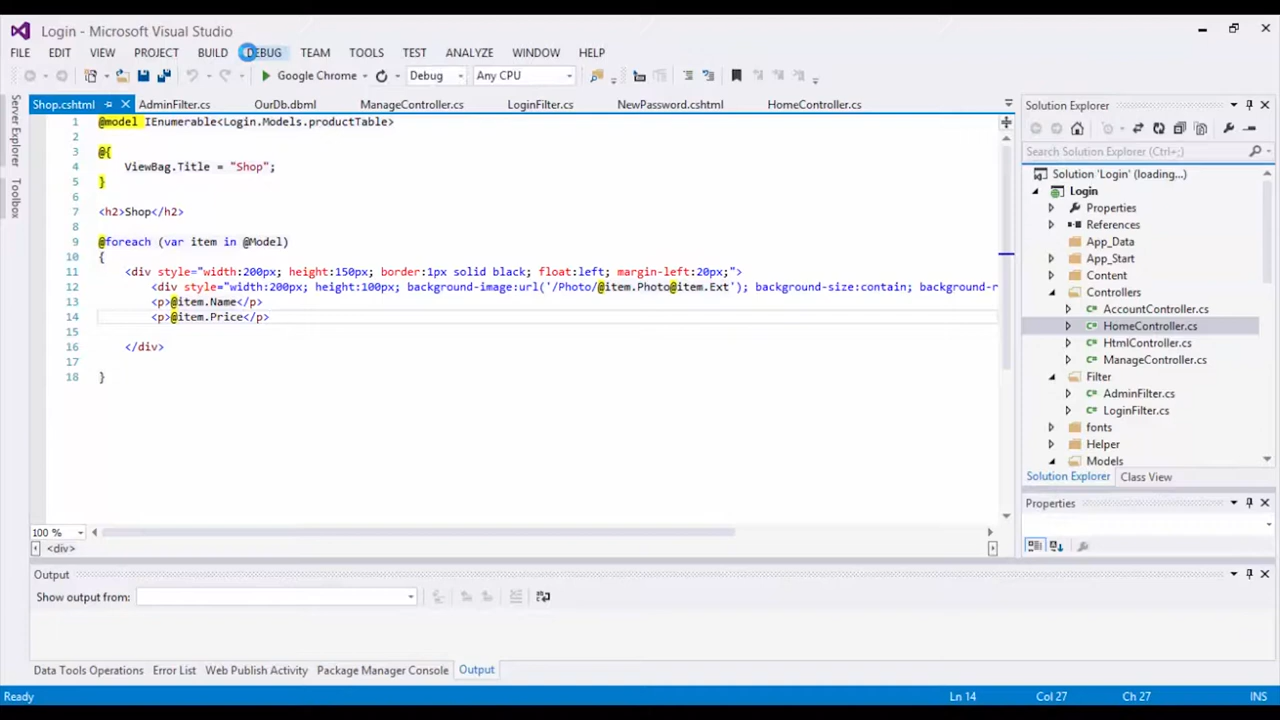 Login - Microsoft Visual Studio
FILE EDIT VIEW PROJECT BUILD DEBUG TEAM TOOLS TEST ANALYZE WINDOW HELP
Google Chrome Debug Any CPU
Server Explorer
Toolbox
Shop.cshtml AdminFilter.cs OurDb.dbml ManageController.cs LoginFilter.cs NewPassword.cshtml HomeController.cs
1 @model IEnumerable<Login.Models.productTable>
2
3 @{
4 ViewBag.Title = "Shop";
5 }
6
7 <h2>Shop</h2>
8
9 @foreach (var item in @Model)
10 {
11 <div style="width:200px; height:150px; border:1px solid black; float:left; margin-left:20px;">
12 <div style="width:200px; height:100px; background-image:url('/Photo/@item.Photo@item.Ext'); background-size:contain; background-r
13 <p>@item.Name</p>
14 <p>@item.Price</p>
15
16 </div>
17
18 }
100 %
<div>
Solution Explorer
Search Solution Explorer (Ctrl+;)
Solution 'Login' (loading...)
Login
Properties
References
App_Data
App_Start
Content
Controllers
AccountController.cs
HomeController.cs
HtmlController.cs
ManageController.cs
Filter
AdminFilter.cs
LoginFilter.cs
fonts
Helper
Models
Solution Explorer Class View
Properties
Output
Show output from:
Data Tools Operations Error List Web Publish Activity Package Manager Console Output
Ready Ln 14 Col 27 Ch 27 INS